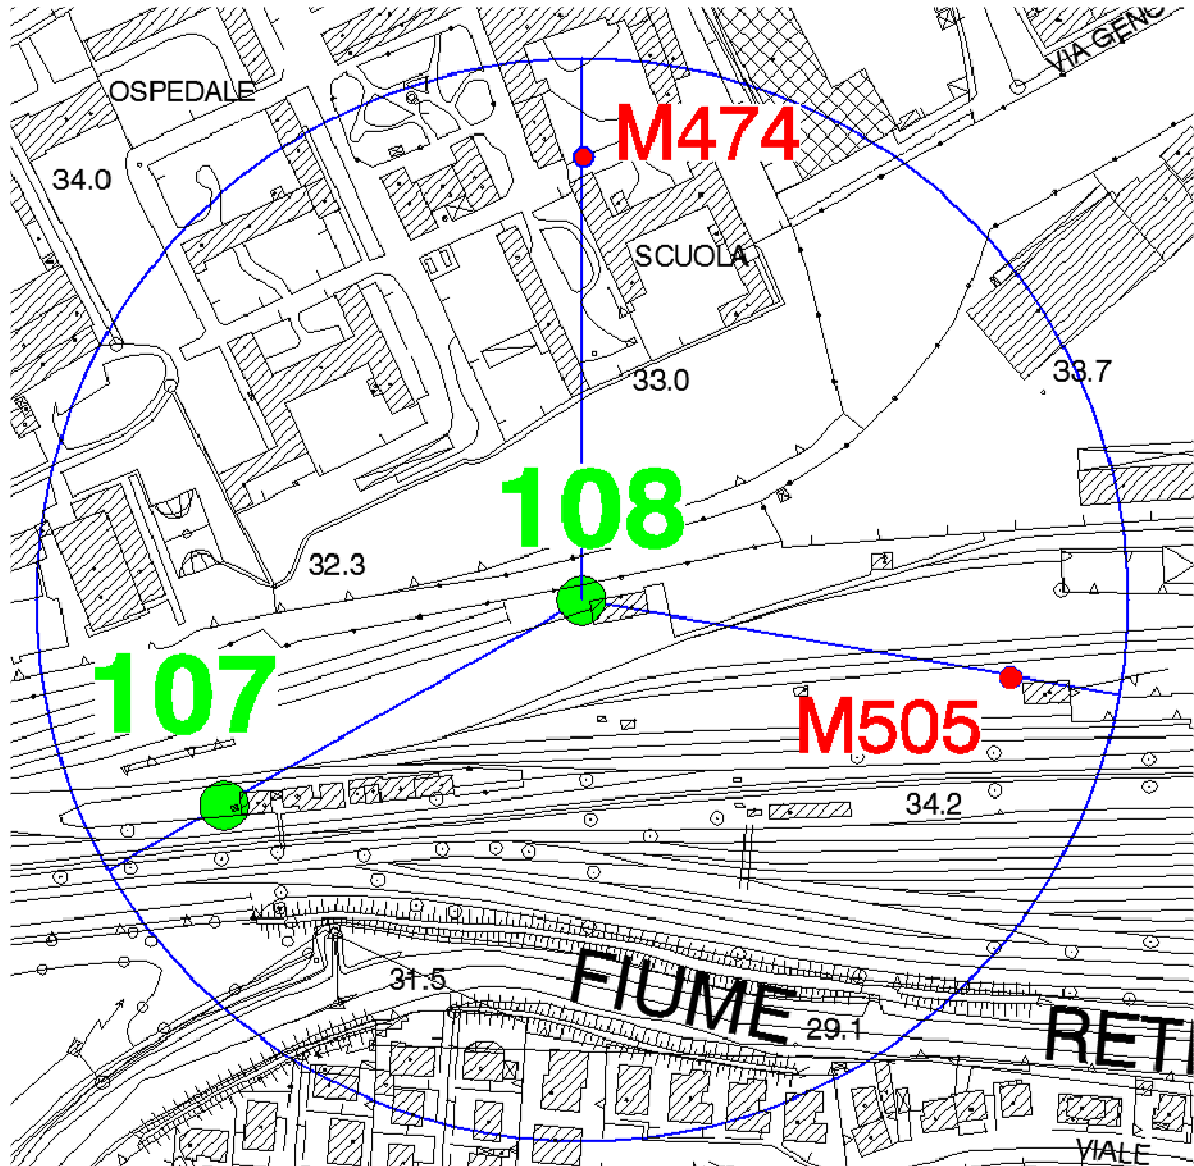 VIA GENO
OSPEDALE
M474
34.0
SCUOLA
33.0
33.7
108
32.3
107
M505
34.2
31.5
FIUME
29.1
RETI
VIALE